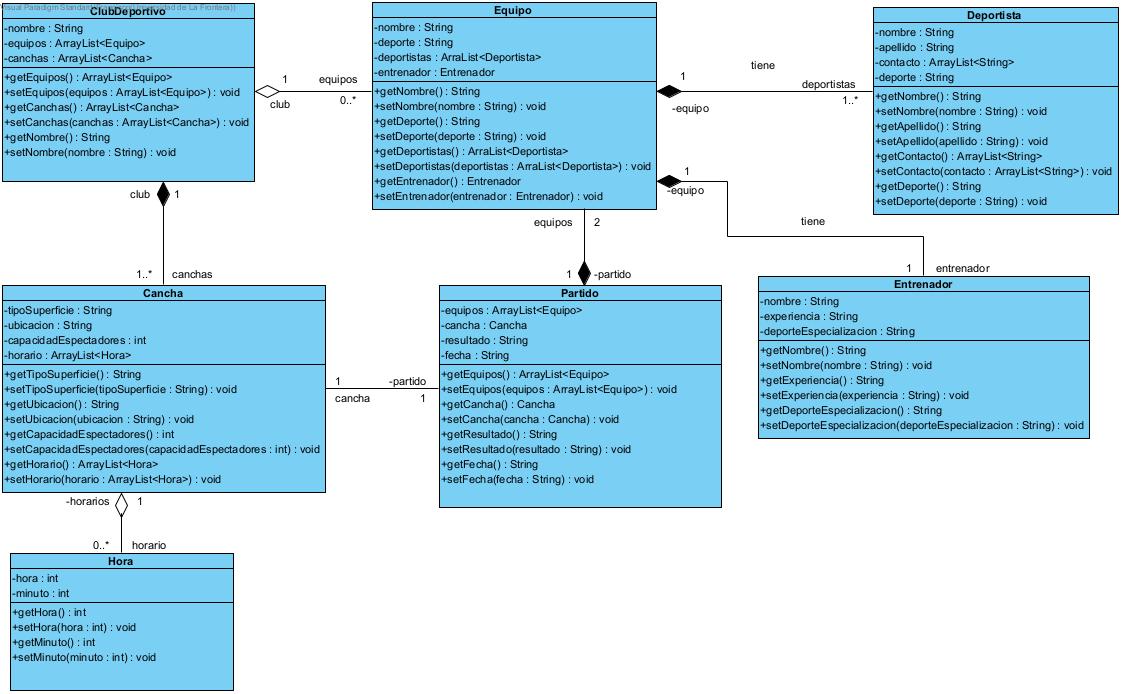 Visual Paradigm Standard
de La Frontera))
ClubDeportivo
-nombre : String
-equipos : ArrayList<Equipo>
-canchas : ArrayList<Cancha>
+getEquipos() : ArrayList<Equipo>
+setEquipos(equipos : ArrayList<Equipo>) : void
+getCanchas() : ArrayList<Cancha>
+setCanchas(canchas : ArrayList<Cancha>) : void
+getNombre() : String
+setNombre(nombre : String) : void
1
club
equipos
0..*
Equipo
-nombre : String
-deporte : String
-deportistas : ArraList<Deportista>
-entrenador : Entrenador
+getNombre() : String
+setNombre(nombre : String) : void
+getDeporte() : String
+setDeporte(deporte : String) : void
+getDeportistas() : ArraList<Deportista>
+setDeportistas(deportistas : ArraList<Deportista>) : void
+getEntrenador() : Entrenador
+setEntrenador(entrenador : Entrenador) : void
1
-equipo
tiene
deportistas
1..*
Deportista
-nombre : String
-apellido : String
-contacto : ArrayList<String>
-deporte : String
+getNombre() : String
+setNombre(nombre : String) : void
+getApellido() : String
+setApellido(apellido : String) : void
+getContacto() : ArrayList<String>
+setContacto(contacto : ArrayList<String>) : void
+getDeporte() : String
+setDeporte(deporte : String) : void
1
-equipo
tiene
1
entrenador
club
1
1..*
canchas
equipos
2
1
-partido
Cancha
-tipoSuperficie : String
-ubicacion : String
-capacidadEspectadores : int
-horario : ArrayList<Hora>
+getTipoSuperficie() : String
+setTipoSuperficie(tipoSuperficie : String) : void
+getUbicacion() : String
+setUbicacion(ubicacion : String) : void
+getCapacidadEspectadores() : int
+setCapacidadEspectadores(capacidadEspectadores : int) : void
+getHorario() : ArrayList<Hora>
+setHorario(horario : ArrayList<Hora>) : void
1
cancha
-partido
1
Partido
-equipos : ArrayList<Equipo>
-cancha : Cancha
-resultado : String
-fecha : String
+getEquipos() : ArrayList<Equipo>
+setEquipos(equipos : ArrayList<Equipo>) : void
+getCancha() : Cancha
+setCancha(cancha : Cancha) : void
+getResultado() : String
+setResultado(resultado : String) : void
+getFecha() : String
+setFecha(fecha : String) : void
Entrenador
-nombre : String
-experiencia : String
-deporteEspecializacion : String
+getNombre() : String
+setNombre(nombre : String) : void
+getExperiencia() : String
+setExperiencia(experiencia : String) : void
+getDeporteEspecializacion() : String
+setDeporteEspecializacion(deporteEspecializacion : String) : void
-horarios
1
0..*
horario
Hora
-hora : int
-minuto : int
+getHora() : int
+setHora(hora : int) : void
+getMinuto() : int
+setMinuto(minuto : int) : void